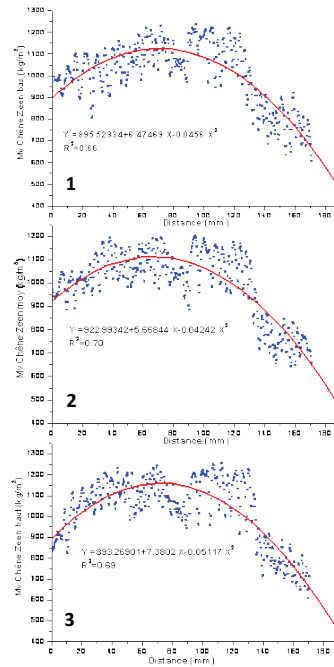 1300
1200
1100
1000
900
800
700
600
500
400
Mv Chêne Zeen bas (kg/m³)
Y =895.52334+6.47469 X-0.0456 X²
R²=0.66
1
0 20 40 60 80 100 120 140 160 180
Distance (mm)
1200
1100
1000
900
800
700
600
500
400
Mv Chêne Zeen moy (kg/m³)
Y =922.99342+5.66844 X-0.04242 X²
R²=0.70
2
0 20 40 60 80 100 120 140 160 180
Distance (mm)
1300
1200
1100
1000
900
800
700
600
500
400
Mv Chêne Zeen haut (kg/m³)
Y =893.26901+7.3802 X-0.05117 X²
R²=0.69
3
0 20 40 60 80 100 120 140 160 180
Distance (mm)